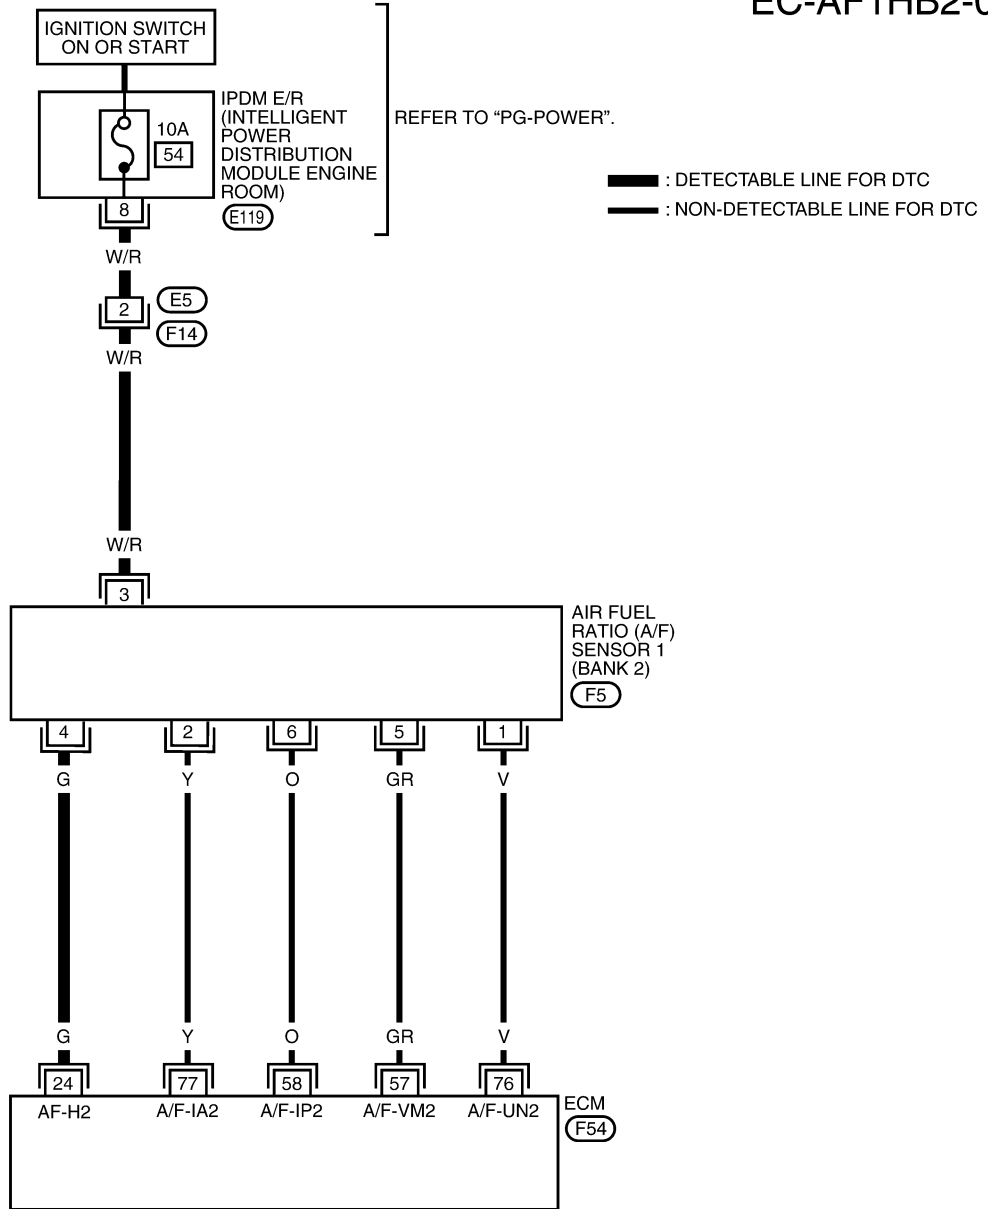 EC-AF1HB2-0
IGNITION SWITCH
ON OR START
IPDM E/R
(INTELLIGENT
POWER
DISTRIBUTION
MODULE ENGINE
ROOM)
E119
10A
54
8
REFER TO “PG-POWER”.
: DETECTABLE LINE FOR DTC
: NON-DETECTABLE LINE FOR DTC
W/R
2
E5
F14
W/R
W/R
3
AIR FUEL
RATIO (A/F)
SENSOR 1
(BANK 2)
F5
4 2 6 5 1
G Y O GR V
G Y O GR V
24 77 58 57 76
AF-H2 A/F-IA2 A/F-IP2 A/F-VM2 A/F-UN2
ECM
F54